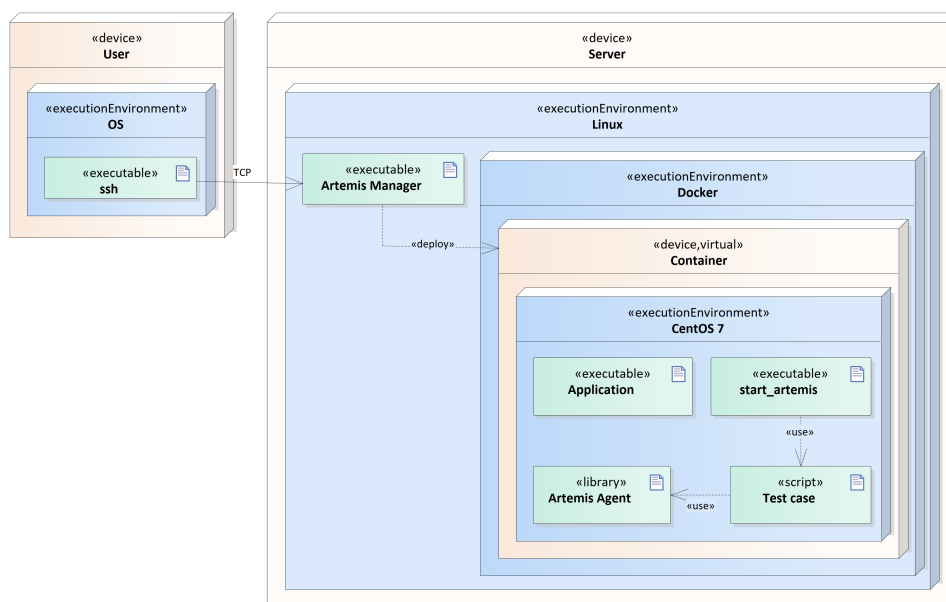 «device»
User
«executionEnvironment»
OS
«executable»
ssh
TCP
«device»
Server
«executionEnvironment»
Linux
«executable»
Artemis Manager
«deploy»
«executionEnvironment»
Docker
«device,virtual»
Container
«executionEnvironment»
CentOS 7
«executable»
Application
«executable»
start_artemis
«use»
«library»
Artemis Agent
«use»
«script»
Test case